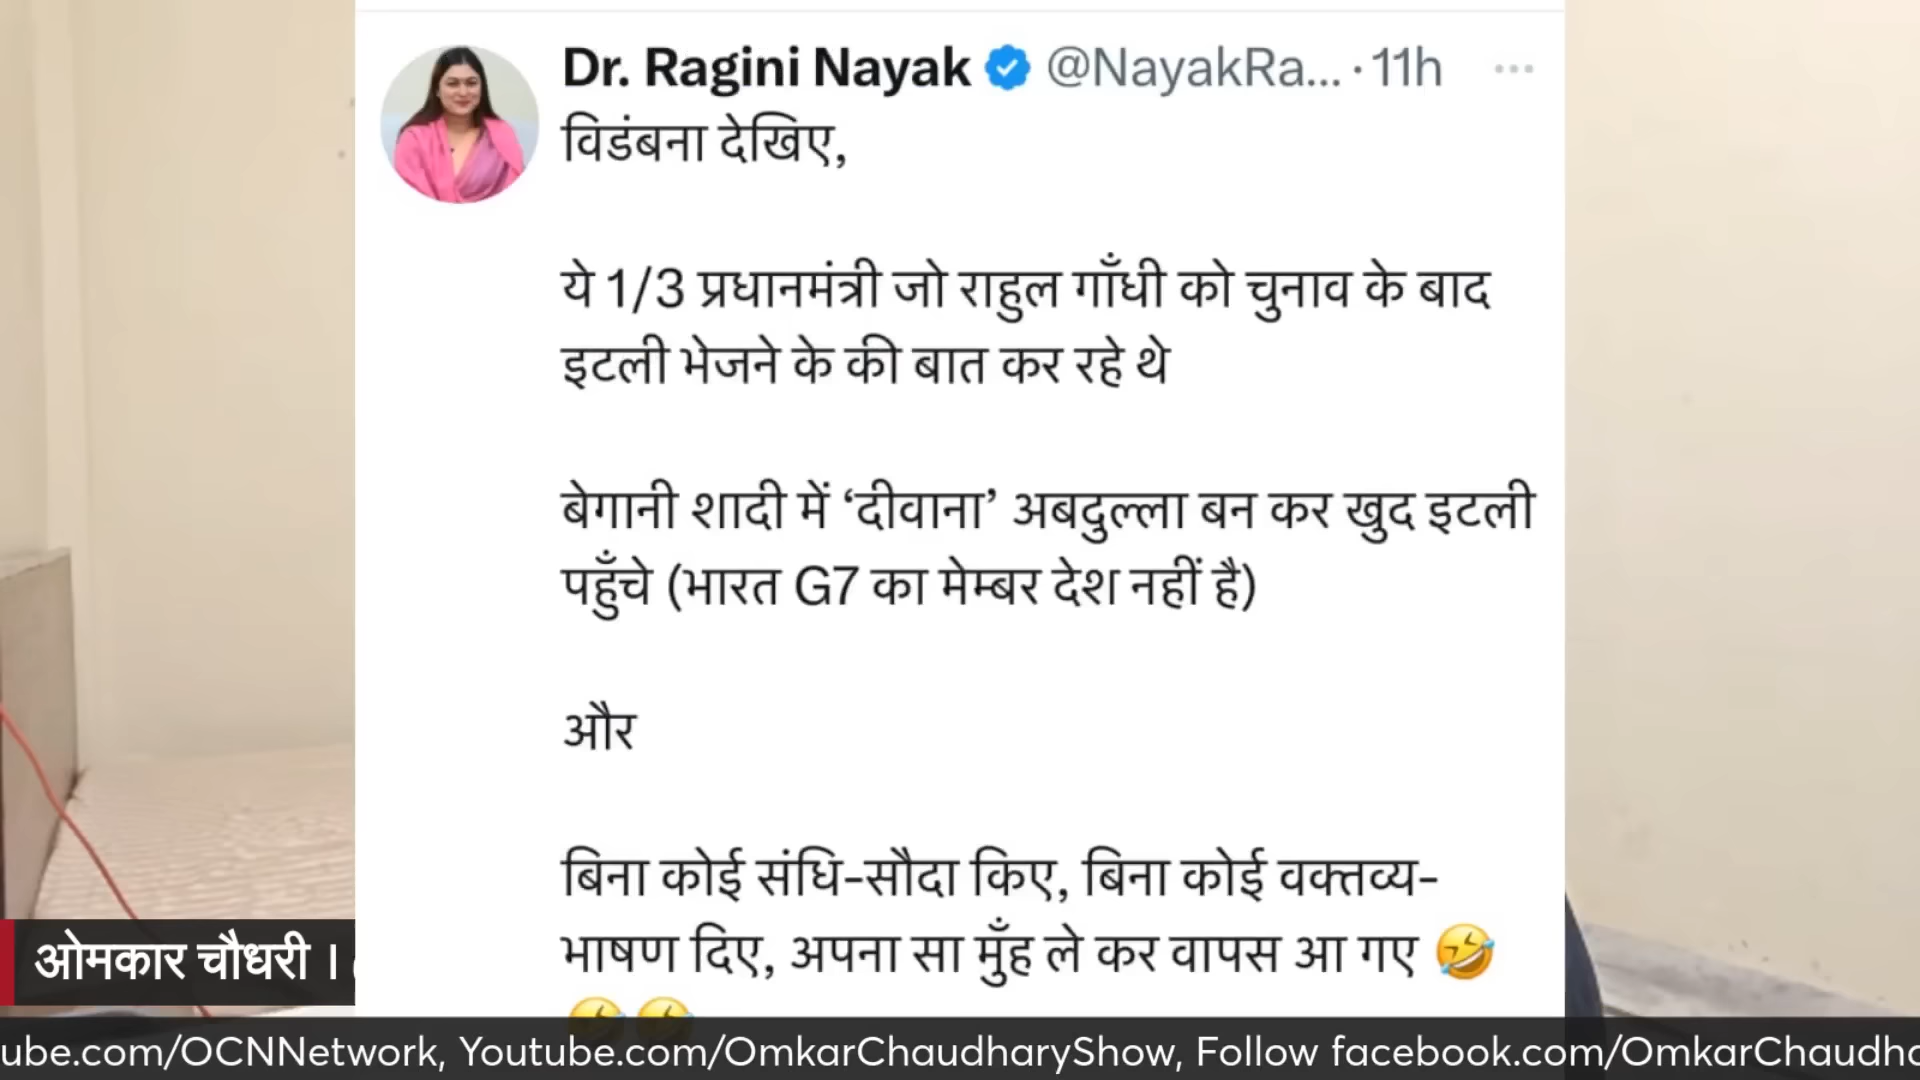 Dr. Ragini Nayak @NayakRa... · 11h
विडंबना देखिए,
ये 1/3 प्रधानमंत्री जो राहुल गाँधी को चुनाव के बाद
इटली भेजने के की बात कर रहे थे
बेगानी शादी में ‘दीवाना’ अबदुल्ला बन कर खुद इटली
पहुँचे (भारत G7 का मेम्बर देश नहीं है)
और
बिना कोई संधि-सौदा किए, बिना कोई वक्तव्य-
भाषण दिए, अपना सा मुँह ले कर वापस आ गए 🤣
🤣🤣
ओमकार चौधरी ।
ube.com/OCNNetwork, Youtube.com/OmkarChaudharyShow, Follow facebook.com/OmkarChaudha